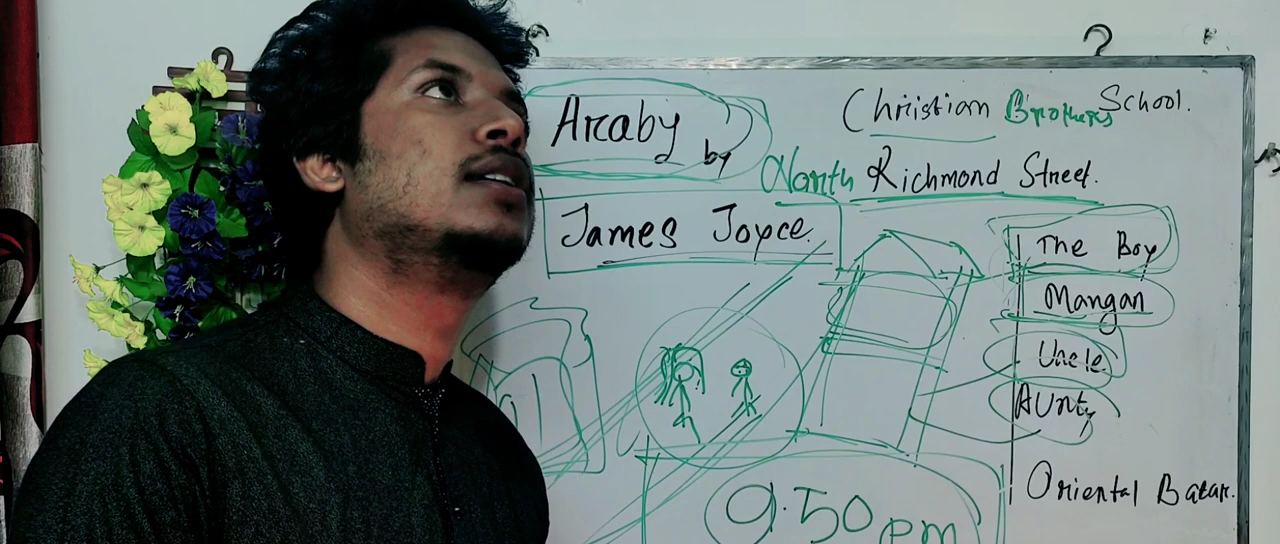 Araby
by
James Joyce.
Christian Brothers School.
North Richmond Street.
The Boy
Mangan
Uncle.
AUnty
Oriental Bazar.
9.50 pm